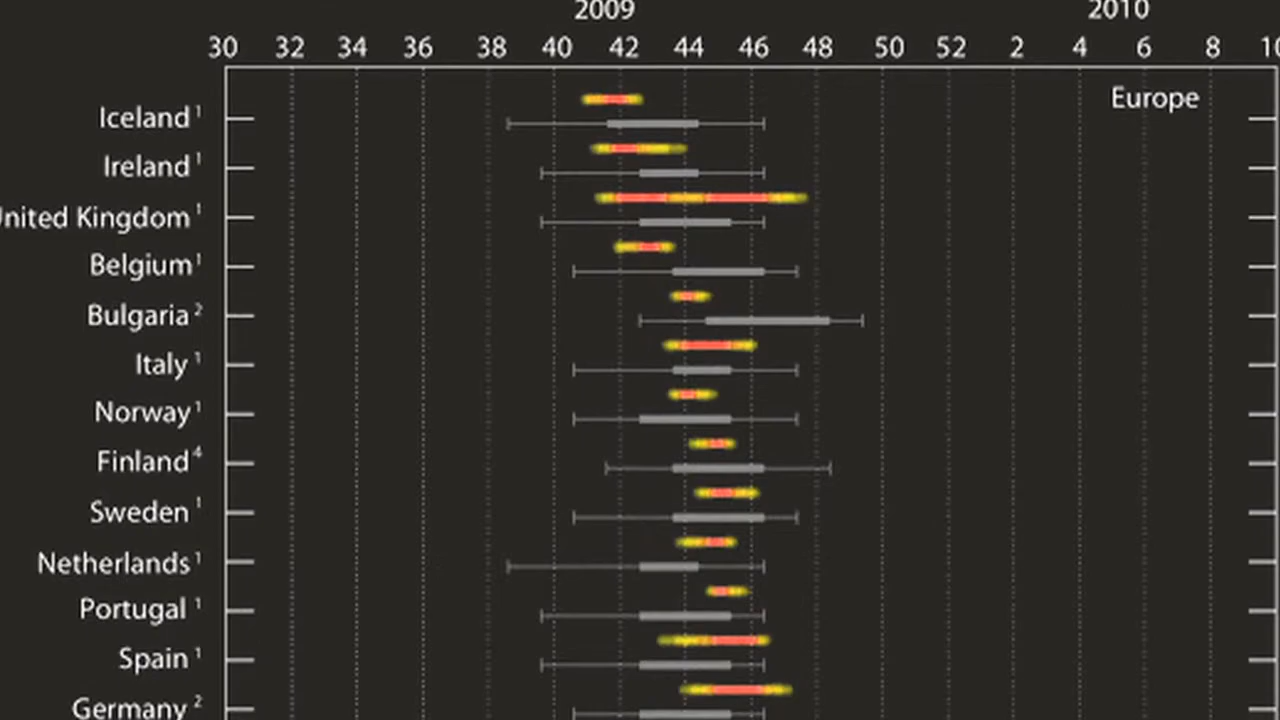 2009 2010
30 32 34 36 38 40 42 44 46 48 50 52 2 4 6 8
Europe
Iceland 1
Ireland 1
United Kingdom 1
Belgium 1
Bulgaria 2
Italy 1
Norway 1
Finland 4
Sweden 1
Netherlands 1
Portugal 1
Spain 1
Germany 2